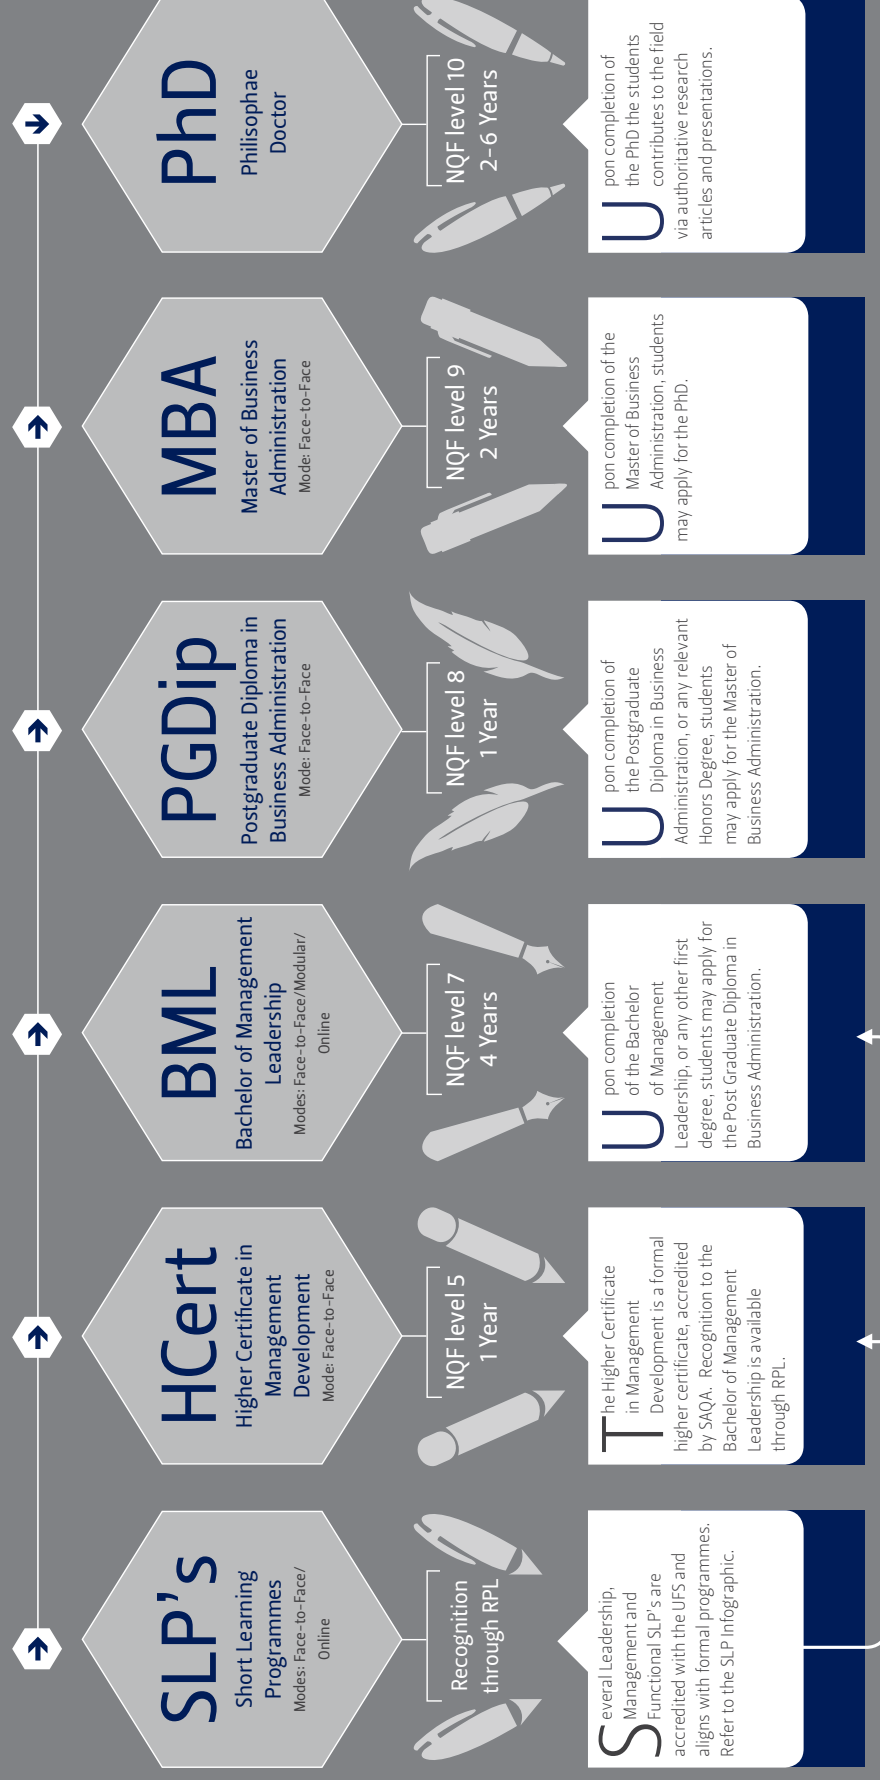 SLP's
Short Learning
Programmes
Modes: Face-to-Face/
Online
Recognition
through RPL
Several Leadership,
Management and
Functional SLP's are
accredited with the UFS and
aligns with formal programmes.
Refer to the SLP Infographic.
HCert
Higher Certificate in
Management
Development
Mode: Face-to-Face
NQF level 5
1 Year
The Higher Certificate
in Management
Development is a formal
higher certificate, accredited
by SAQA. Recognition to the
Bachelor of Management
Leadership is available
through RPL.
BML
Bachelor of Management
Leadership
Modes: Face-to-Face/Modular/
Online
NQF level 7
4 Years
Upon completion
of the Bachelor
of Management
Leadership, or any other first
degree, students may apply for
the Post Graduate Diploma in
Business Administration.
PGDip
Postgraduate Diploma in
Business Administration
Mode: Face-to-Face
NQF level 8
1 Year
Upon completion of
the Postgraduate
Diploma in Business
Administration, or any relevant
Honors Degree, students
may apply for the Master of
Business Administration.
MBA
Master of Business
Administration
Mode: Face-to-Face
NQF level 9
2 Years
Upon completion of the
Master of Business
Administration, students
may apply for the PhD.
PhD
Philisophae
Doctor
NQF level 10
2-6 Years
Upon completion of
the PhD the students
contributes to the field
via authoritative research
articles and presentations.